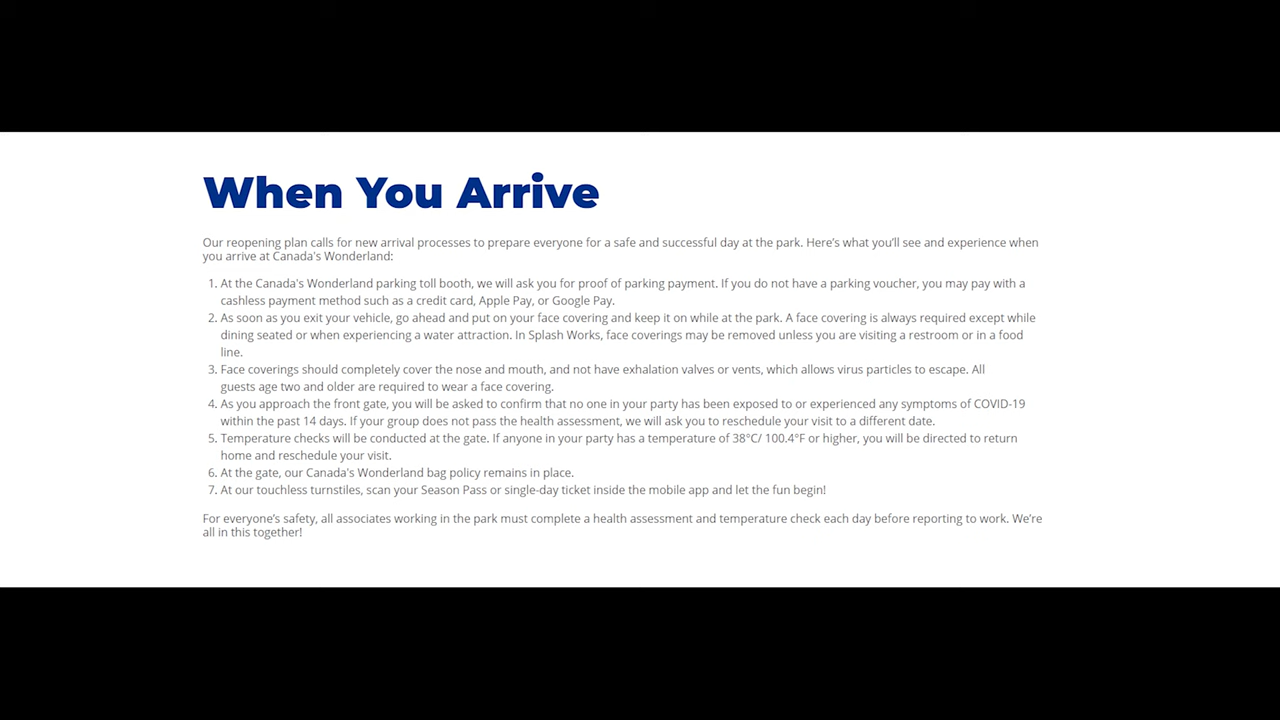 When You Arrive
Our reopening plan calls for new arrival processes to prepare everyone for a safe and successful day at the park. Here’s what you’ll see and experience when
you arrive at Canada's Wonderland:
1. At the Canada's Wonderland parking toll booth, we will ask you for proof of parking payment. If you do not have a parking voucher, you may pay with a
cashless payment method such as a credit card, Apple Pay, or Google Pay.
2. As soon as you exit your vehicle, go ahead and put on your face covering and keep it on while at the park. A face covering is always required except while
dining seated or when experiencing a water attraction. In Splash Works, face coverings may be removed unless you are visiting a restroom or in a food
line.
3. Face coverings should completely cover the nose and mouth, and not have exhalation valves or vents, which allows virus particles to escape. All
guests age two and older are required to wear a face covering.
4. As you approach the front gate, you will be asked to confirm that no one in your party has been exposed to or experienced any symptoms of COVID-19
within the past 14 days. If your group does not pass the health assessment, we will ask you to reschedule your visit to a different date.
5. Temperature checks will be conducted at the gate. If anyone in your party has a temperature of 38°C/ 100.4°F or higher, you will be directed to return
home and reschedule your visit.
6. At the gate, our Canada's Wonderland bag policy remains in place.
7. At our touchless turnstiles, scan your Season Pass or single-day ticket inside the mobile app and let the fun begin!
For everyone’s safety, all associates working in the park must complete a health assessment and temperature check each day before reporting to work. We’re
all in this together!